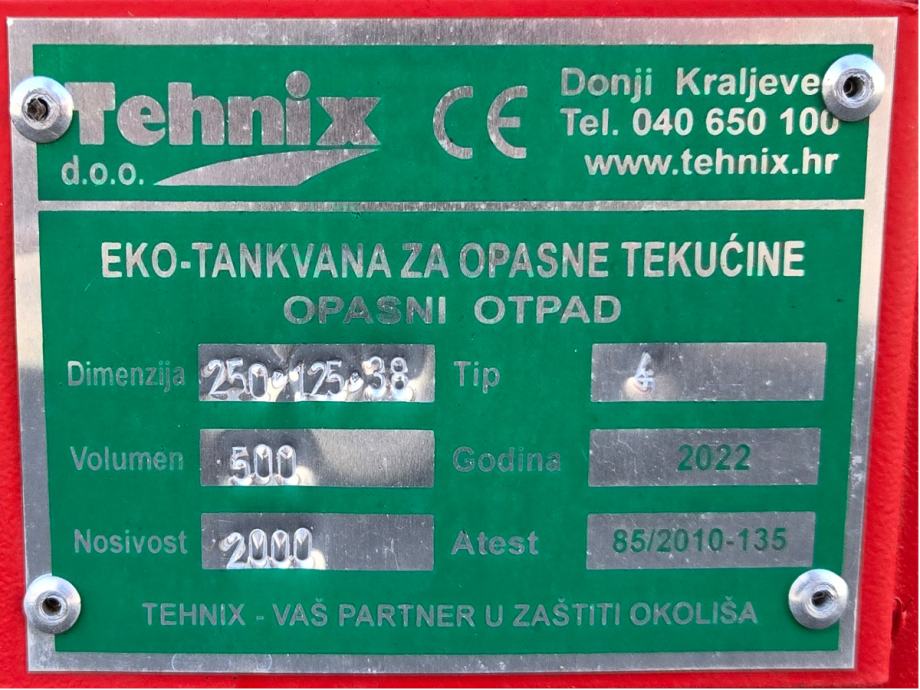 Tehnix
d.o.o.
CE
Donji Kraljevec
Tel. 040 650 100
www.tehnix.hr
EKO-TANKVANA ZA OPASNE TEKUĆINE
OPASNI OTPAD
Dimenzija 250·125·38 Tip 4
Volumen 500 Godina 2022
Nosivost 2000 Atest 85/2010-135
TEHNIX - VAŠ PARTNER U ZAŠTITI OKOLIŠA